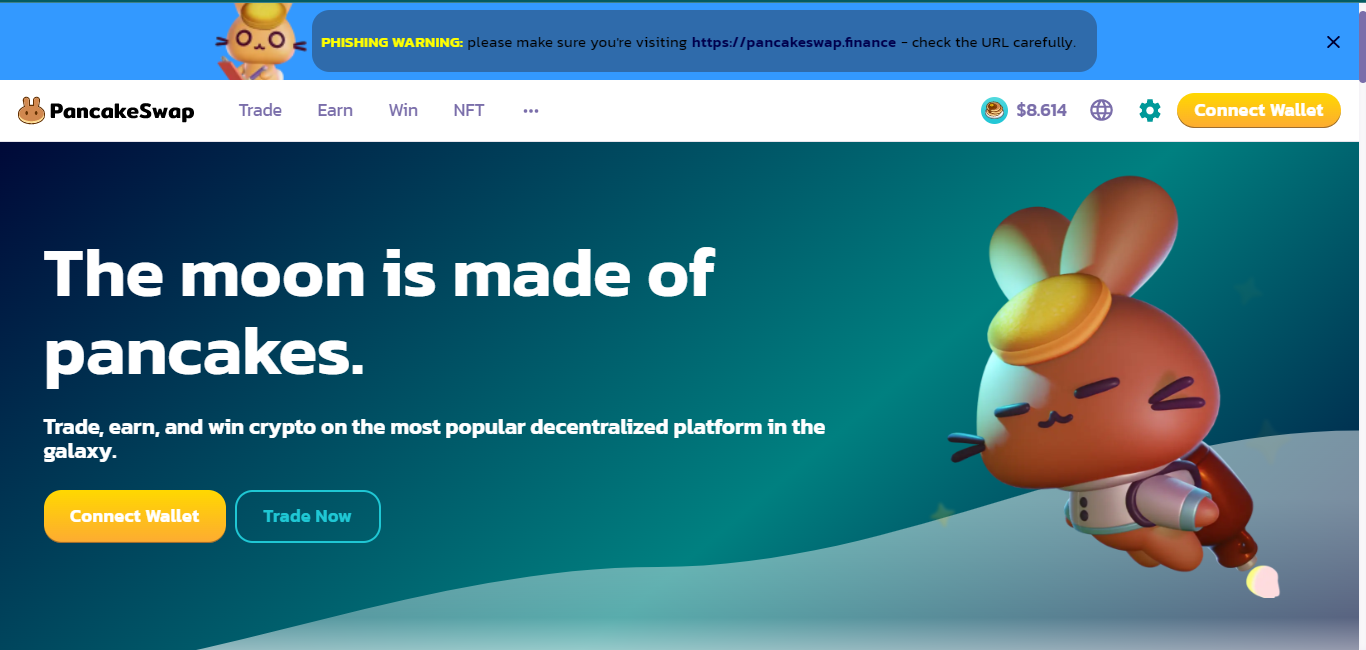 PHISHING WARNING: please make sure you're visiting https://pancakeswap.finance - check the URL carefully.
PancakeSwap Trade Earn Win NFT ••• $8.614 Connect Wallet
The moon is made of
pancakes.
Trade, earn, and win crypto on the most popular decentralized platform in the
galaxy.
Connect Wallet Trade Now